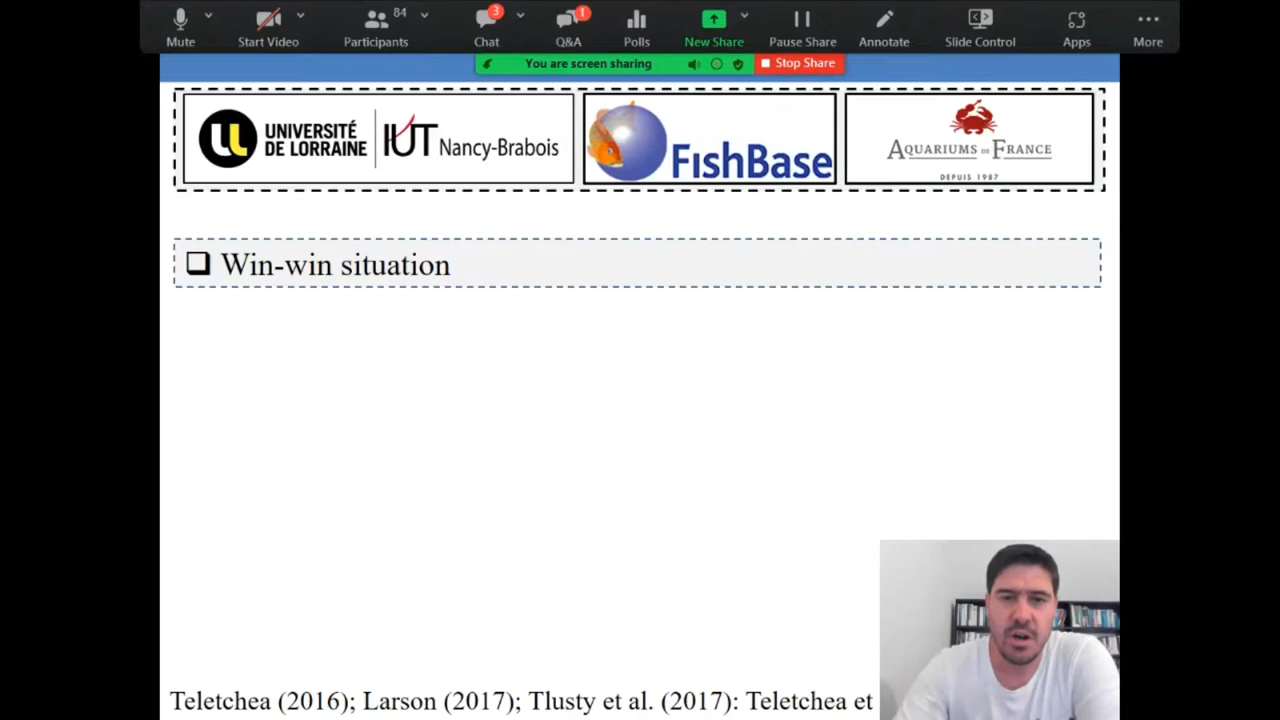 84
3
1
Mute
Start Video
Participants
Chat
Q&A
Polls
New Share
Pause Share
Annotate
Slide Control
Apps
More
You are screen sharing
Stop Share
UNIVERSITÉ
DE LORRAINE
IUT Nancy-Brabois
FishBase
AQUARIUMS DE FRANCE
DEPUIS 1987
Win-win situation
Teletchea (2016); Larson (2017); Tlusty et al. (2017): Teletchea et